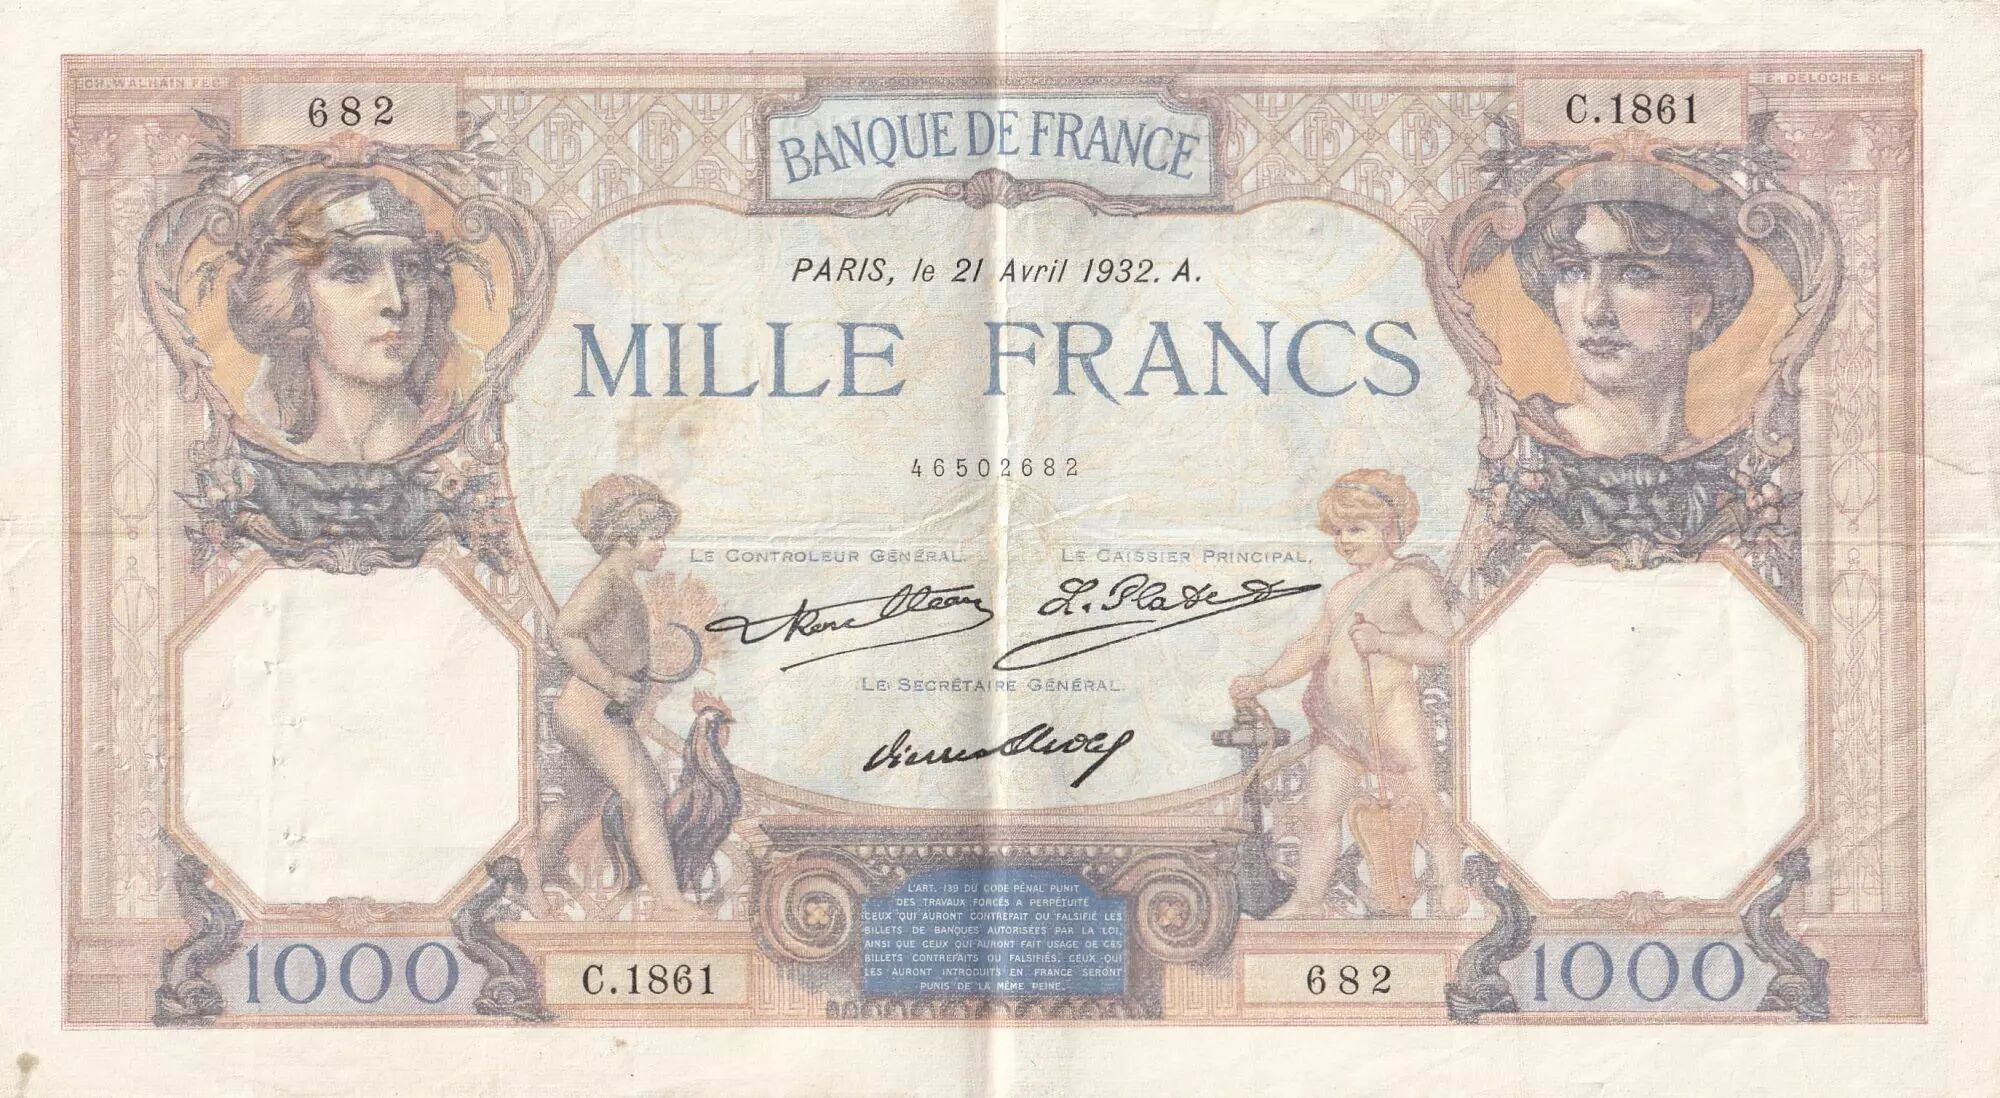 CH. WALHAIN FEC
E. DELOCHE SC
682
C.1861
BANQUE DE FRANCE
PARIS, le 21 Avril 1932. A.
MILLE FRANCS
46502682
LE CONTROLEUR GÉNÉRAL.
LE CAISSIER PRINCIPAL.
LE SECRÉTAIRE GÉNÉRAL.
L'ART. 139 DU CODE PÉNAL PUNIT
DES TRAVAUX FORCÉS A PERPÉTUITÉ
CEUX QUI AURONT CONTREFAIT OU FALSIFIÉ LES
BILLETS DE BANQUES AUTORISÉES PAR LA LOI,
AINSI QUE CEUX QUI AURONT FAIT USAGE DE CES
BILLETS CONTREFAITS OU FALSIFIÉS. CEUX QUI
LES AURONT INTRODUITS EN FRANCE SERONT
PUNIS DE LA MÊME PEINE.
1000
C.1861
682
1000